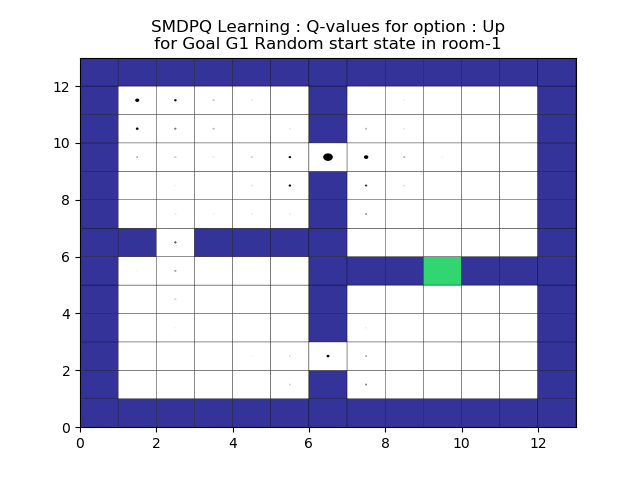 SMDPQ Learning : Q-values for option : Up
for Goal G1 Random start state in room-1
12
10
8
6
4
2
0
0 2 4 6 8 10 12